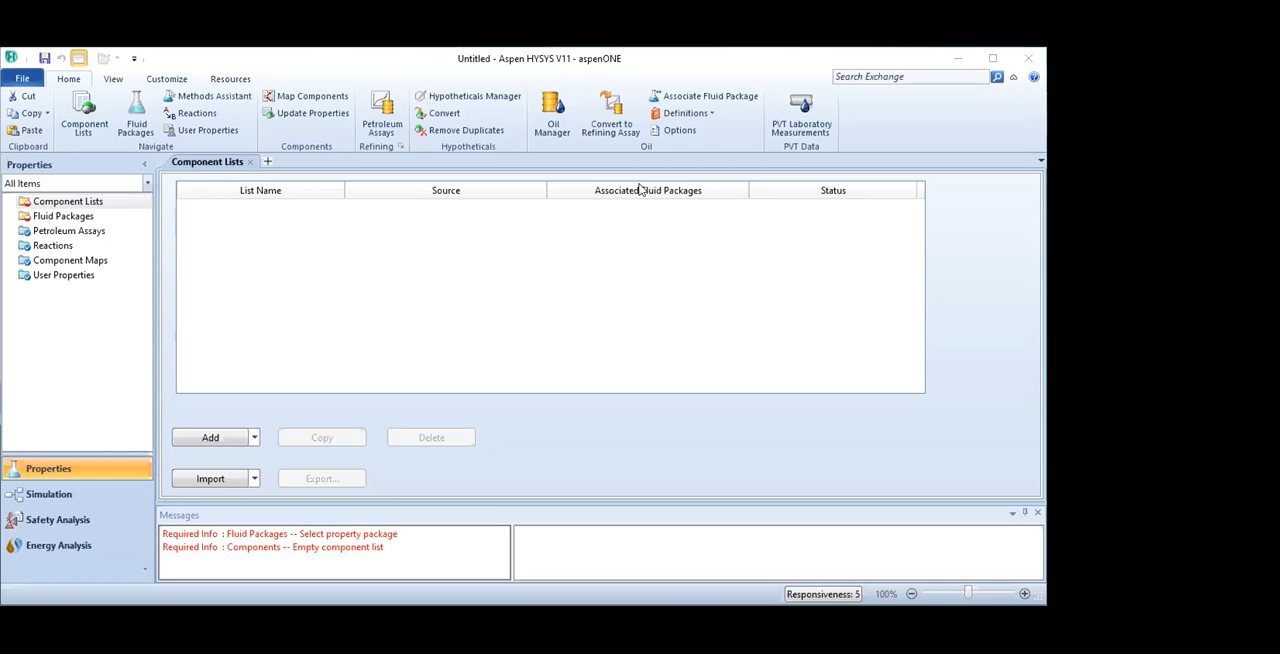 Untitled - Aspen HYSYS V11 - aspenONE
File Home View Customize Resources Search Exchange
Cut
Copy
Paste
Clipboard
Component Lists
Fluid Packages
Methods Assistant
Reactions
User Properties
Navigate
Map Components
Update Properties
Components
Petroleum Assays
Refining
Hypotheticals Manager
Convert
Remove Duplicates
Hypotheticals
Oil Manager
Convert to Refining Assay
Associate Fluid Package
Definitions
Options
Oil
PVT Laboratory Measurements
PVT Data
Properties
All Items
Component Lists
Fluid Packages
Petroleum Assays
Reactions
Component Maps
User Properties
Properties
Simulation
Safety Analysis
Energy Analysis
Component Lists
List Name Source Associated Fluid Packages Status
Add Copy Delete
Import Export...
Messages
Required Info : Fluid Packages -- Select property package
Required Info : Components -- Empty component list
Responsiveness: 5 100%